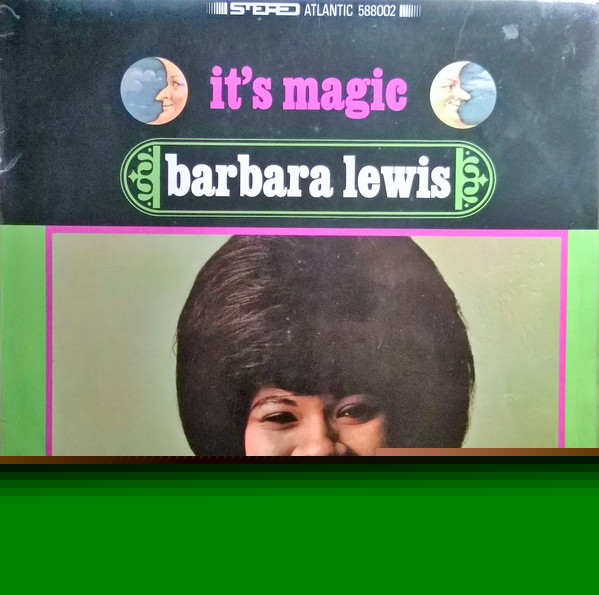 STEREO ATLANTIC 588002
it's magic
barbara lewis